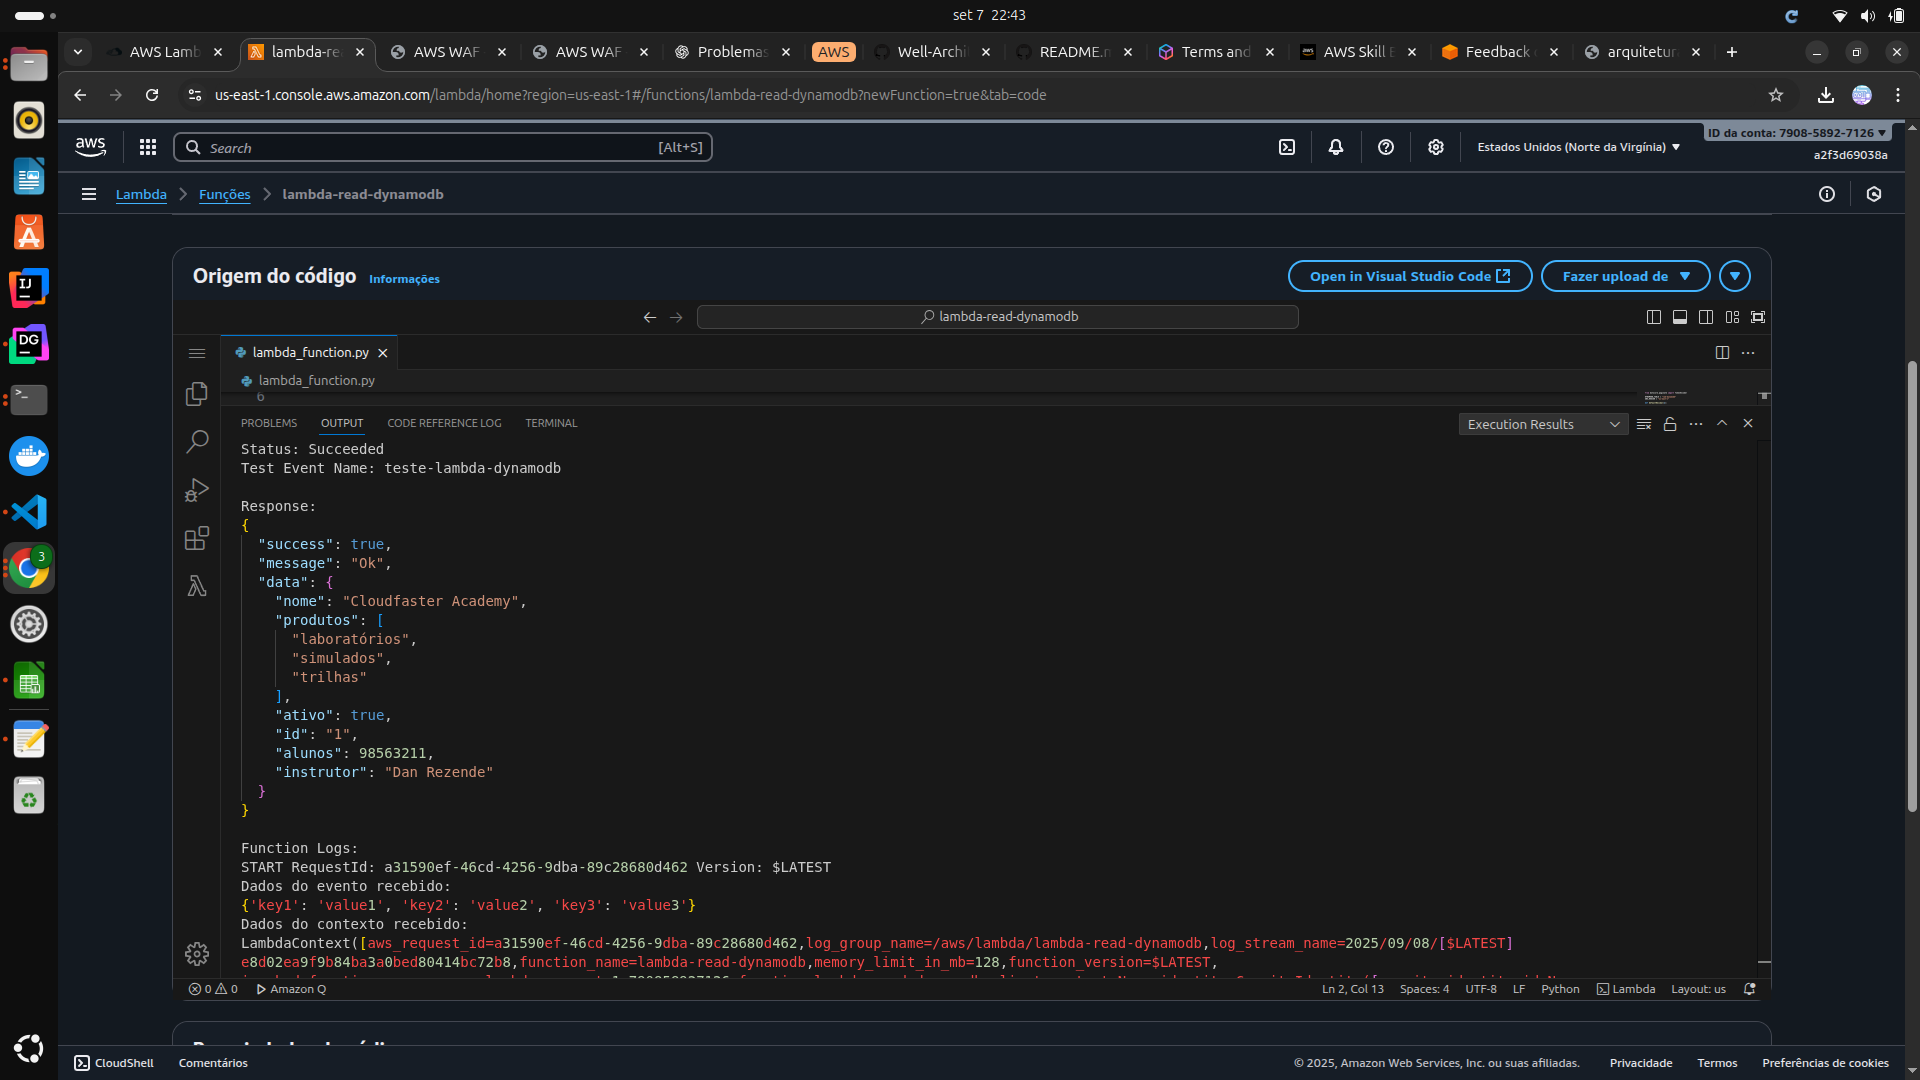 set 7 22:43
AWS Lamb
lambda-re
AWS WAF
AWS WAF
Problemas
AWS
Well-Archi
README.m
Terms and
AWS Skill B
Feedback
arquitetur
us-east-1.console.aws.amazon.com/lambda/home?region=us-east-1#/functions/lambda-read-dynamodb?newFunction=true&tab=code
aws
Search
[Alt+S]
Estados Unidos (Norte da Virgínia)
ID da conta: 7908-5892-7126
a2f3d69038a
Lambda
Funções
lambda-read-dynamodb
Origem do código Informações
Open in Visual Studio Code
Fazer upload de
lambda-read-dynamodb
lambda_function.py
lambda_function.py
6
PROBLEMS OUTPUT CODE REFERENCE LOG TERMINAL
Execution Results
Status: Succeeded
Test Event Name: teste-lambda-dynamodb
Response:
{
"success": true,
"message": "Ok",
"data": {
"nome": "Cloudfaster Academy",
"produtos": [
"laboratórios",
"simulados",
"trilhas"
],
"ativo": true,
"id": "1",
"alunos": 98563211,
"instrutor": "Dan Rezende"
}
}
Function Logs:
START RequestId: a31590ef-46cd-4256-9dba-89c28680d462 Version: $LATEST
Dados do evento recebido:
{'key1': 'value1', 'key2': 'value2', 'key3': 'value3'}
Dados do contexto recebido:
LambdaContext([aws_request_id=a31590ef-46cd-4256-9dba-89c28680d462,log_group_name=/aws/lambda/lambda-read-dynamodb,log_stream_name=2025/09/08/[$LATEST]
e8d02ea9f9b84ba3a0bed80414bc72b8,function_name=lambda-read-dynamodb,memory_limit_in_mb=128,function_version=$LATEST,
0 0
Amazon Q
Ln 2, Col 13
Spaces: 4
UTF-8
LF
Python
Lambda
Layout: us
3
CloudShell
Comentários
© 2025, Amazon Web Services, Inc. ou suas afiliadas.
Privacidade
Termos
Preferências de cookies